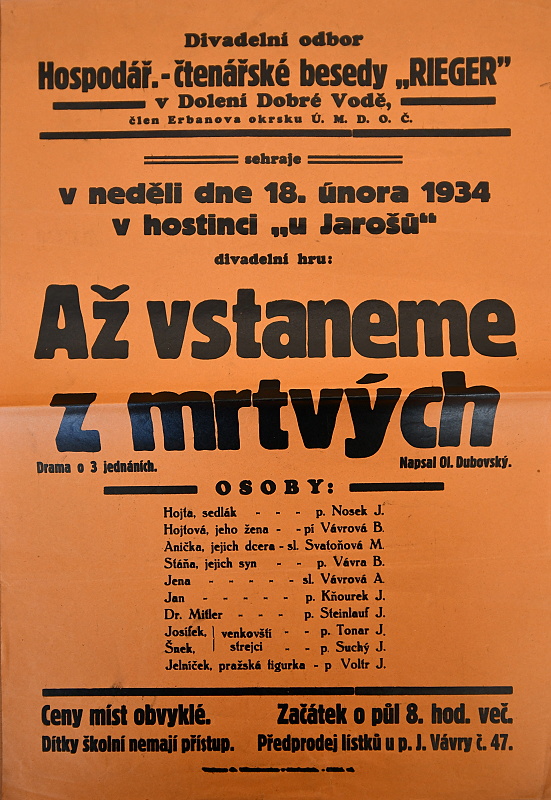 Divadelní odbor
Hospodář.-čtenářské besedy „RIEGER"
v Dolení Dobré Vodě,
člen Erbanova okrsku Ú. M. D. O. Č.
sehraje
v neděli dne 18. února 1934
v hostinci „u Jarošů"
divadelní hru:
Až vstaneme
z mrtvých
Drama o 3 jednáních. Napsal Ol. Dubovský.
OSOBY:
Hojta, sedlák - - - p. Nosek J.
Hojtová, jeho žena - - pí Vávrová B.
Anička, jejich dcera - sl. Svatoňová M.
Stáňa, jejich syn - - p. Vávra B.
Jena - - - - - sl. Vávrová A.
Jan - - - - - p. Kňourek J.
Dr. Mitler - - - - p. Steinlauf J.
Josífek, venkovští - - p. Tonar J.
Šnek, strejci - - p. Suchý J.
Jelníček, pražská figurka - p Voltr J.
Ceny míst obvyklé. Začátek o půl 8. hod. več.
Dítky školní nemají přístup. Předprodej lístků u p. J. Vávry č. 47.